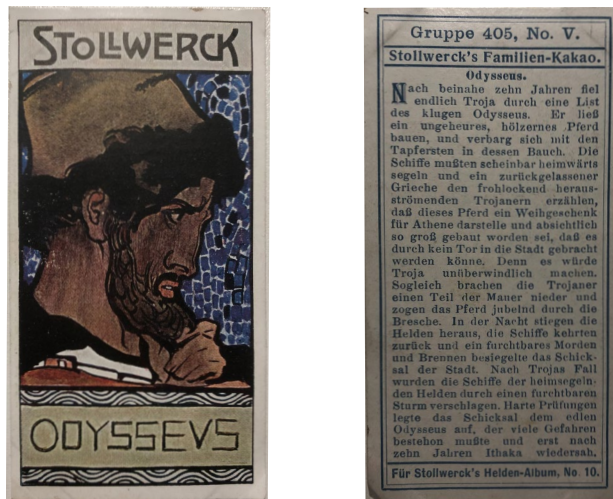 STOLLWERCK
ODYSSEVS
Gruppe 405, No. V.
Stollwerck's Familien-Kakao.
Odysseus.
Nach beinahe zehn Jahren fiel
endlich Troja durch eine List
des klugen Odysseus. Er ließ
ein ungeheures, hölzernes Pferd
bauen, und verbarg sich mit den
Tapfersten in dessen Bauch. Die
Schiffe mußten scheinbar heimwärts
segeln und ein zurückgelassener
Grieche den frohlockend heraus-
strömenden Trojanern erzählen,
daß dieses Pferd ein Weihgeschenk
für Athene darstelle und absichtlich
so groß gebaut worden sei, daß es
durch kein Tor in die Stadt gebracht
werden könne. Denn es würde
Troja unüberwindlich machen.
Sogleich brachen die Trojaner
einen Teil der Mauer nieder und
zogen das Pferd jubelnd durch die
Bresche. In der Nacht stiegen die
Helden heraus, die Schiffe kehrten
zurück und ein furchtbares Morden
und Brennen besiegelte das Schick-
sal der Stadt. Nach Trojas Fall
wurden die Schiffe der heimsegeln-
den Helden durch einen furchtbaren
Sturm verschlagen. Harte Prüfungen
legte das Schicksal dem edlen
Odysseus auf, der viele Gefahren
bestehen mußte und erst nach
zehn Jahren Ithaka wiedersah.
Für Stollwerck's Helden-Album, No. 10.